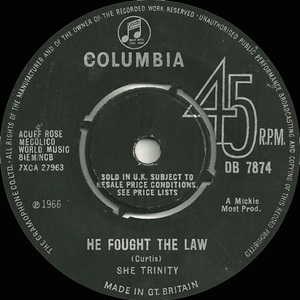 ALL RIGHTS OF THE MANUFACTURER AND OF THE OWNER OF THE RECORDED WORK RESERVED · UNAUTHORISED PUBLIC PERFORMANCE BROADCASTING AND COPYING OF THIS RECORD PROHIBITED
THE GRAMOPHONE CO. LTD.
COLUMBIA
45
R.P.M.
DB 7874
ACUFF ROSE
MECOLICO
WORLD MUSIC
BIEM/NCB
7XCA 27963
SOLD IN U.K. SUBJECT TO
RESALE PRICE CONDITIONS,
SEE PRICE LISTS
℗ 1966
A Mickie
Most Prod.
HE FOUGHT THE LAW
(Curtis)
SHE TRINITY
MADE IN GT. BRITAIN